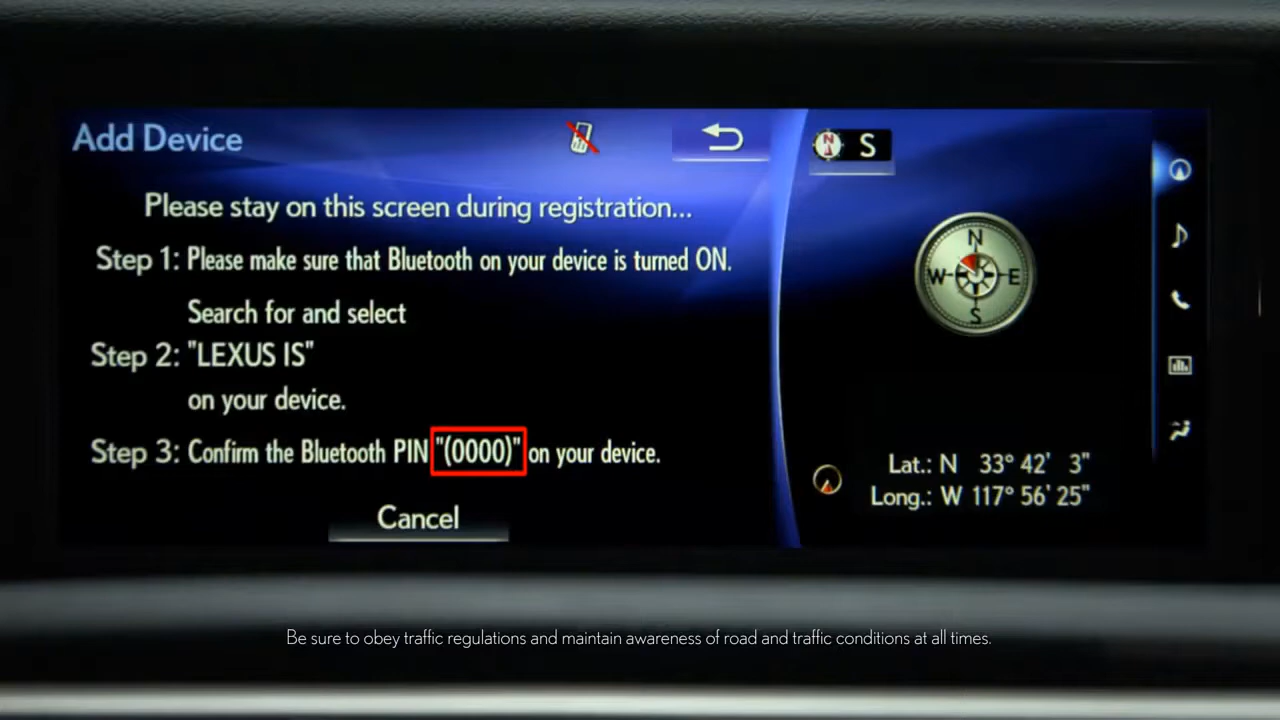 Add Device
Please stay on this screen during registration...
Step 1: Please make sure that Bluetooth on your device is turned ON.
Search for and select
Step 2: "LEXUS IS"
on your device.
Step 3: Confirm the Bluetooth PIN "(0000)" on your device.
Cancel
N S
N
W E
S
Lat.: N 33° 42' 3"
Long.: W 117° 56' 25"
Be sure to obey traffic regulations and maintain awareness of road and traffic conditions at all times.